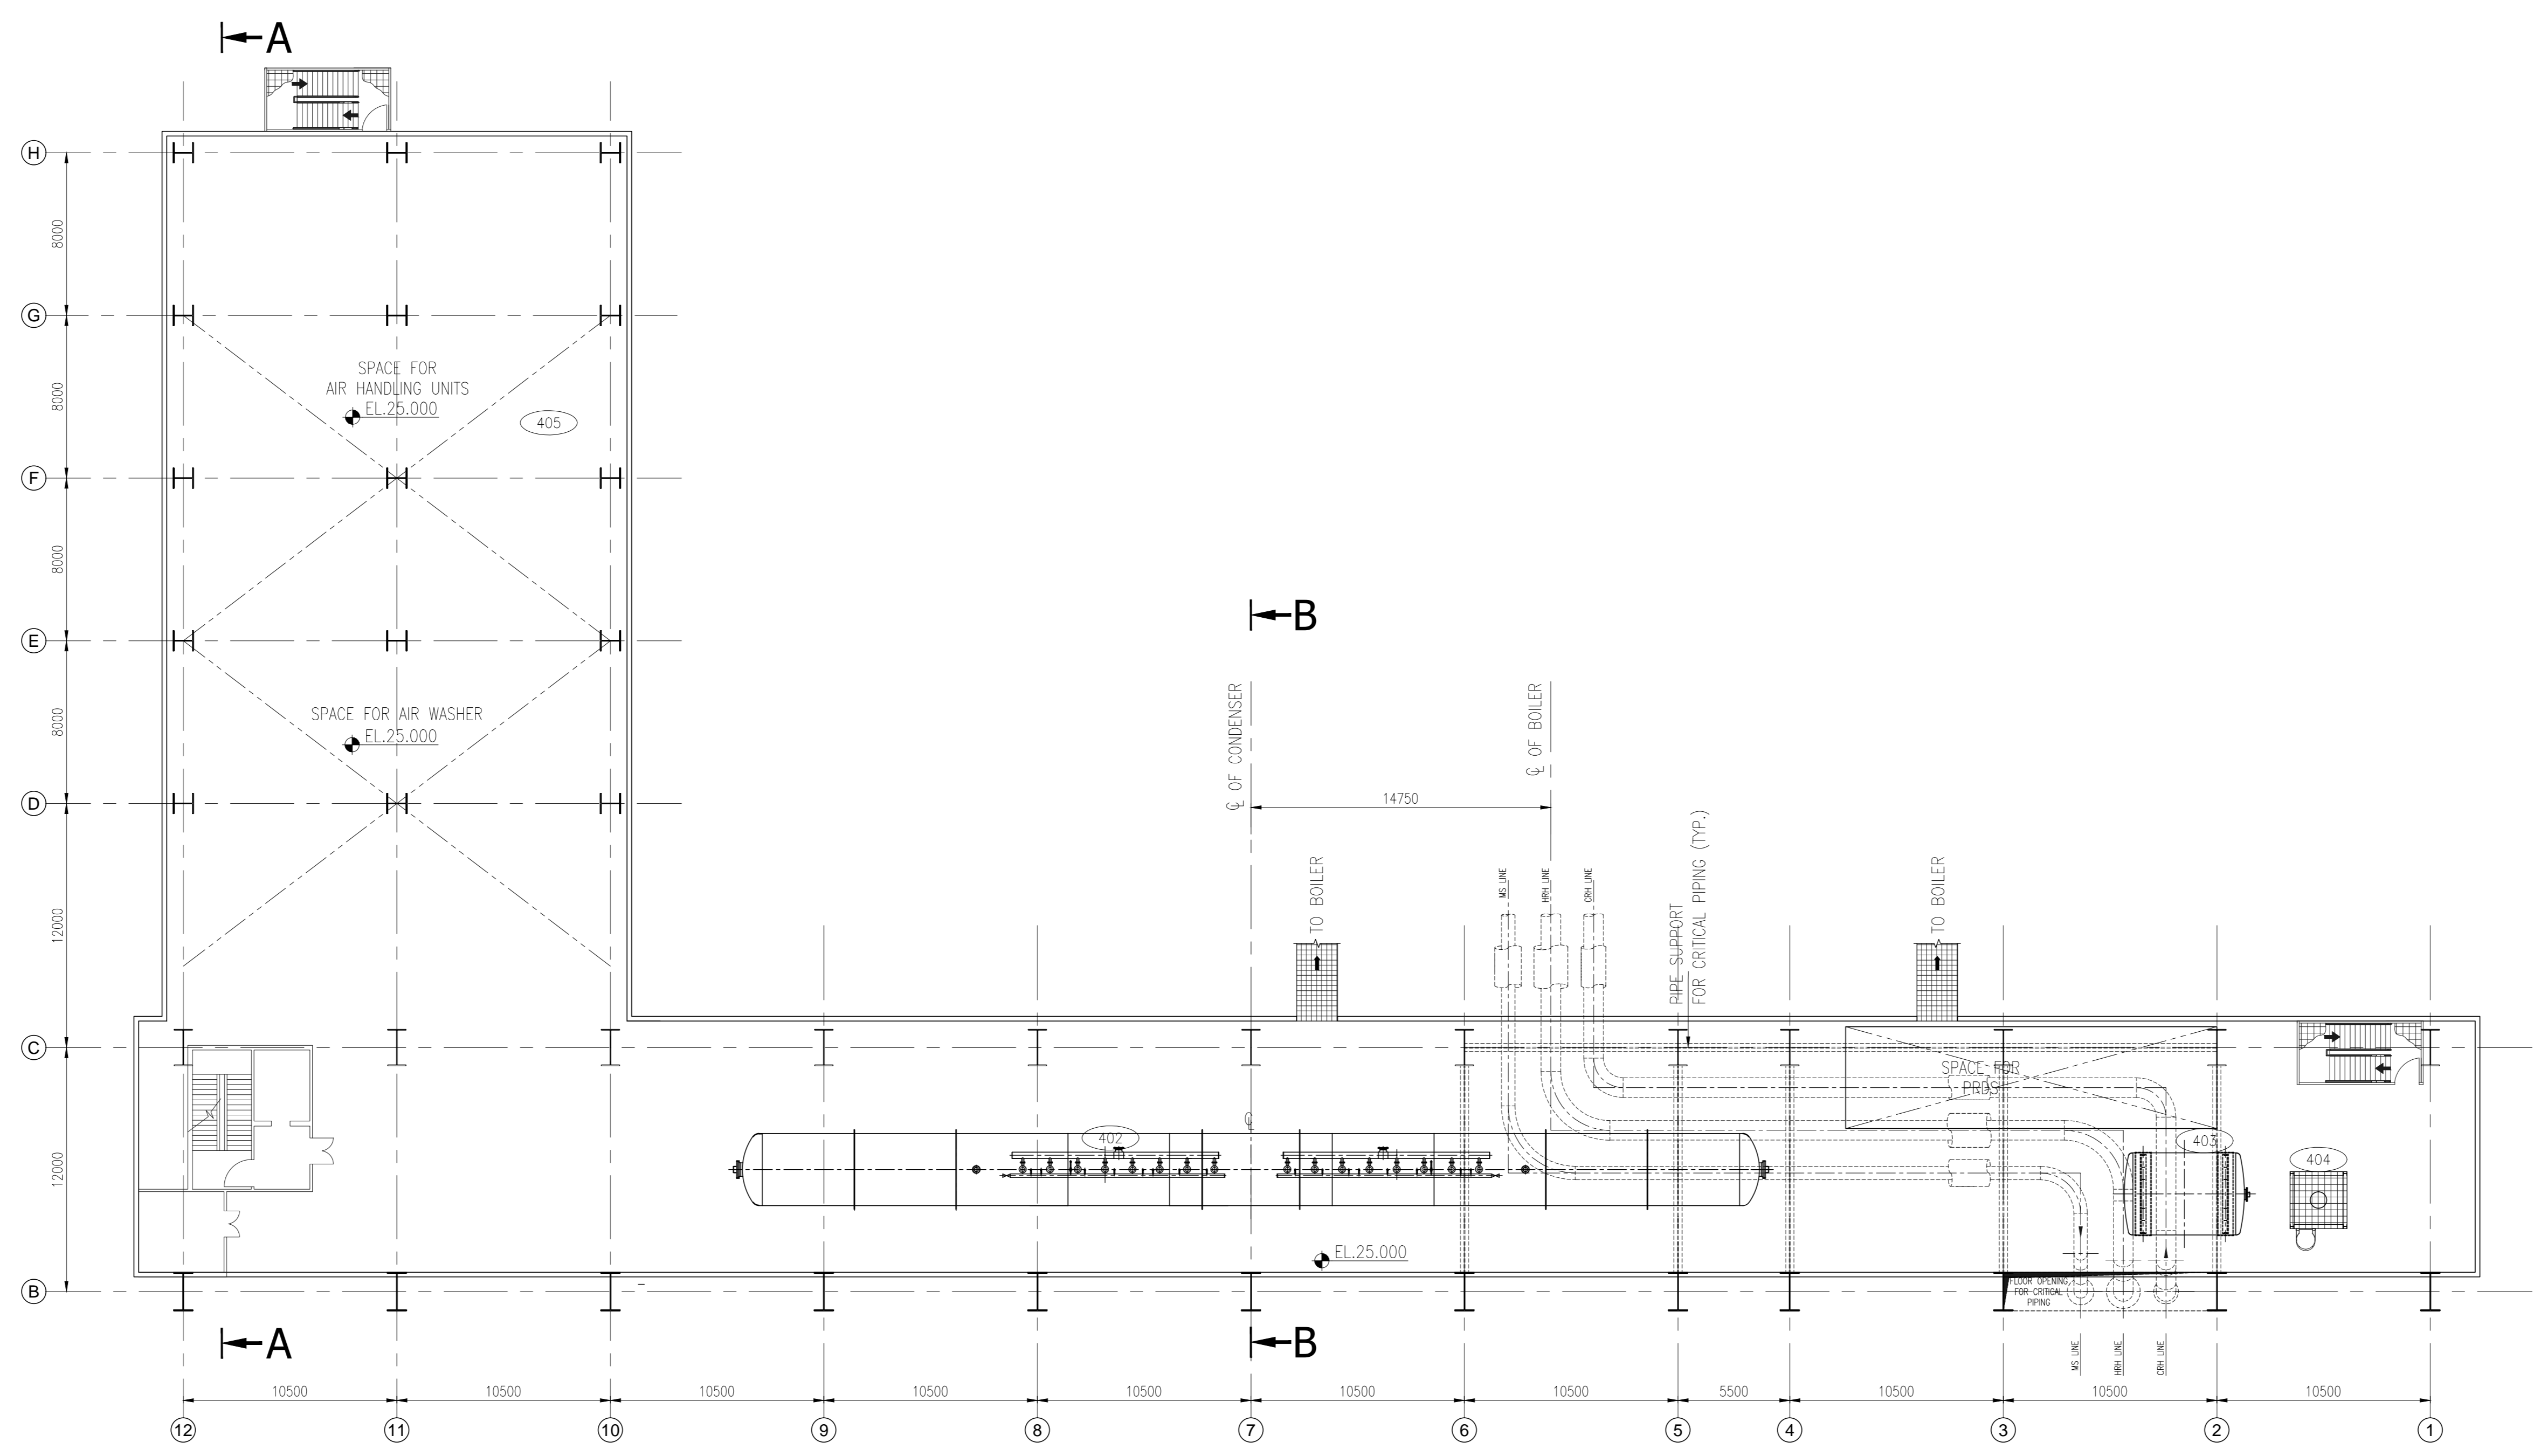 A
H
8000
G
SPACE FOR
AIR HANDLING UNITS
EL.25.000
405
8000
F
8000
E
B
SPACE FOR AIR WASHER
EL.25.000
8000
D
℄ OF CONDENSER
℄ OF BOILER
14750
12000
TO BOILER
MS LINE
HRH LINE
CRH LINE
PIPE SUPPORT
FOR CRITICAL PIPING (TYP.)
TO BOILER
C
SPACE FOR
PRDS
℄
402
403
404
12000
N
EL.25.000
B
FLOOR OPENING
FOR CRITICAL
PIPING
A
B
MS LINE
HRH LINE
CRH LINE
10500 10500 10500 10500 10500 10500 10500 5500 10500 10500 10500
12 11 10 9 8 7 6 5 4 3 2 1